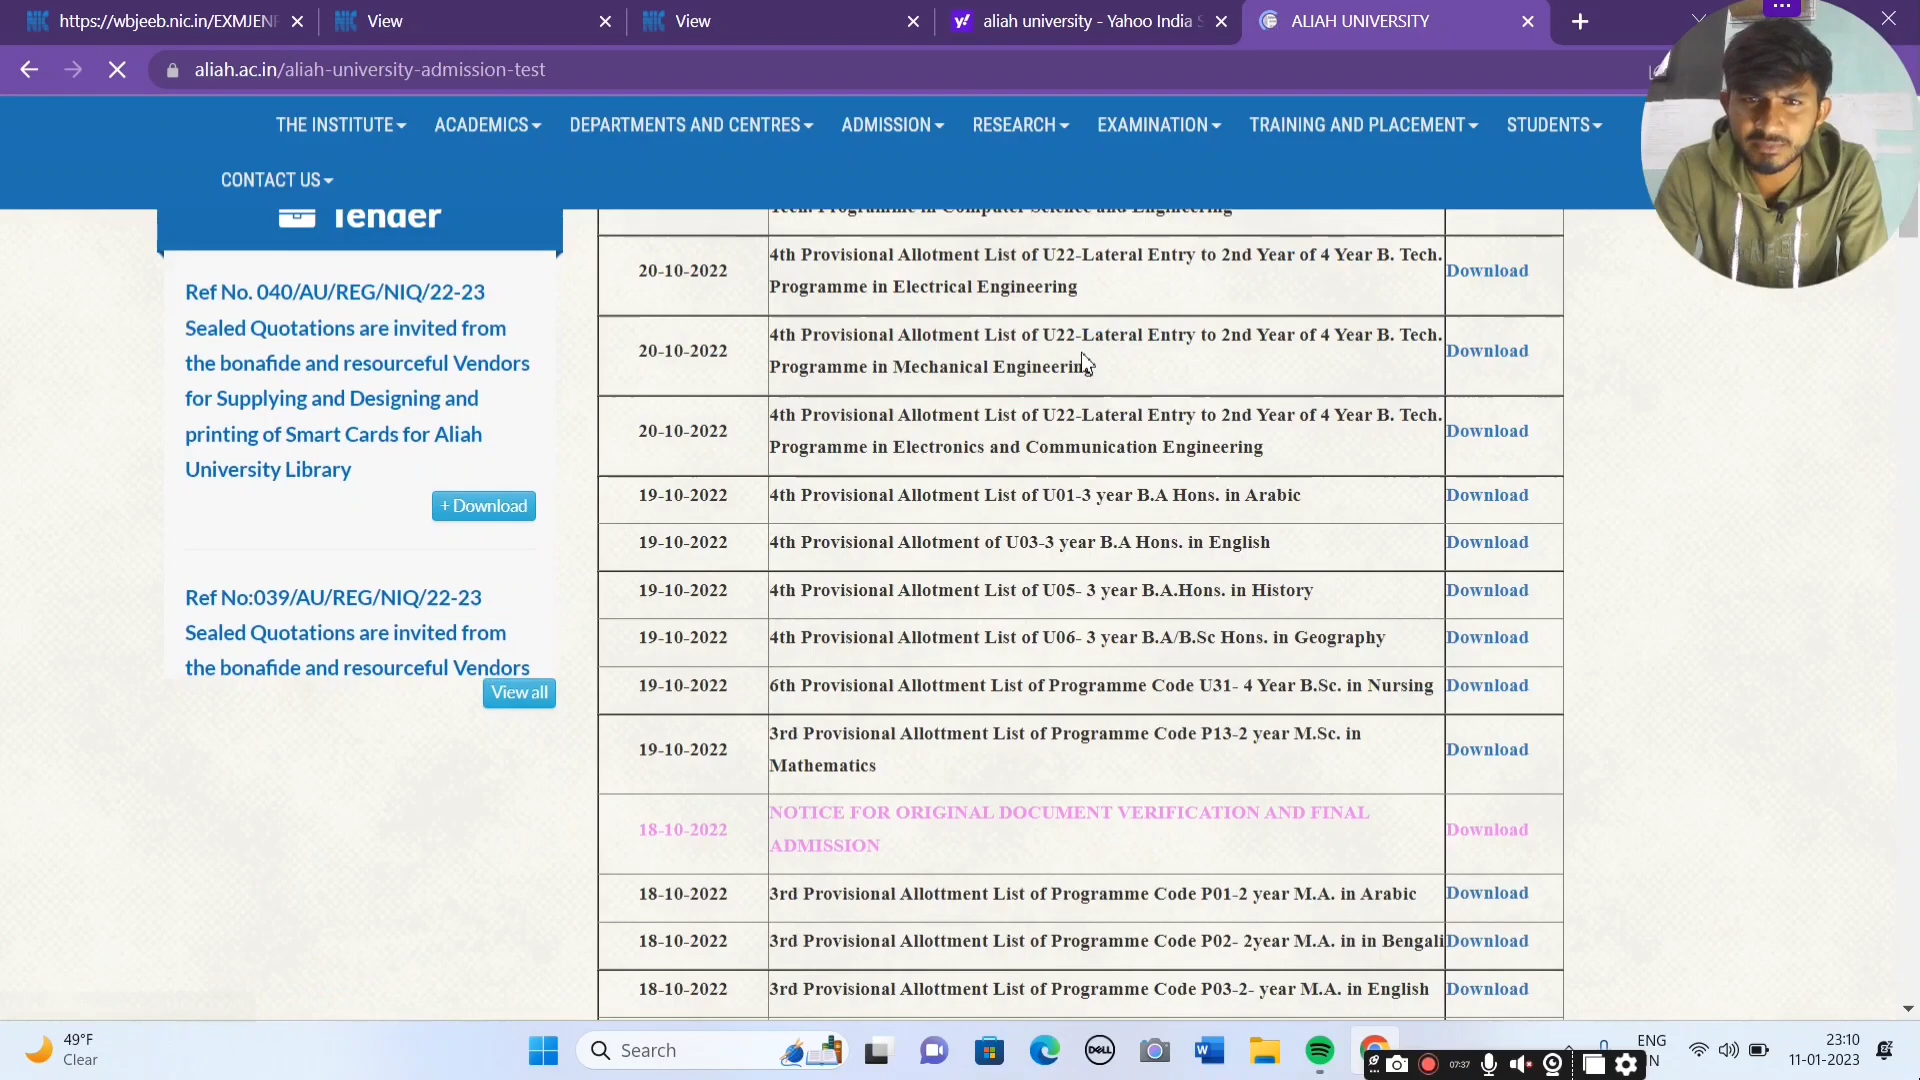 https://wbjeeb.nic.in/EXMJEN
View
View
aliah university - Yahoo India S
ALIAH UNIVERSITY
aliah.ac.in/aliah-university-admission-test
THE INSTITUTE
ACADEMICS
DEPARTMENTS AND CENTRES
ADMISSION
RESEARCH
EXAMINATION
TRAINING AND PLACEMENT
STUDENTS
CONTACT US
Tender
Ref No. 040/AU/REG/NIQ/22-23
Sealed Quotations are invited from
the bonafide and resourceful Vendors
for Supplying and Designing and
printing of Smart Cards for Aliah
University Library
+ Download
Ref No:039/AU/REG/NIQ/22-23
Sealed Quotations are invited from
the bonafide and resourceful Vendors
View all
Tech. Programme in Computer Science and Engineering
20-10-2022
4th Provisional Allotment List of U22-Lateral Entry to 2nd Year of 4 Year B. Tech.
Programme in Electrical Engineering
Download
20-10-2022
4th Provisional Allotment List of U22-Lateral Entry to 2nd Year of 4 Year B. Tech.
Programme in Mechanical Engineering
Download
20-10-2022
4th Provisional Allotment List of U22-Lateral Entry to 2nd Year of 4 Year B. Tech.
Programme in Electronics and Communication Engineering
Download
19-10-2022
4th Provisional Allotment List of U01-3 year B.A Hons. in Arabic
Download
19-10-2022
4th Provisional Allotment of U03-3 year B.A Hons. in English
Download
19-10-2022
4th Provisional Allotment List of U05- 3 year B.A.Hons. in History
Download
19-10-2022
4th Provisional Allotment List of U06- 3 year B.A/B.Sc Hons. in Geography
Download
19-10-2022
6th Provisional Allottment List of Programme Code U31- 4 Year B.Sc. in Nursing
Download
19-10-2022
3rd Provisional Allottment List of Programme Code P13-2 year M.Sc. in
Mathematics
Download
18-10-2022
NOTICE FOR ORIGINAL DOCUMENT VERIFICATION AND FINAL
ADMISSION
Download
18-10-2022
3rd Provisional Allottment List of Programme Code P01-2 year M.A. in Arabic
Download
18-10-2022
3rd Provisional Allottment List of Programme Code P02- 2year M.A. in in Bengali
Download
18-10-2022
3rd Provisional Allottment List of Programme Code P03-2- year M.A. in English
Download
49°F
Clear
Search
DELL
07:37
ENG
IN
23:10
11-01-2023